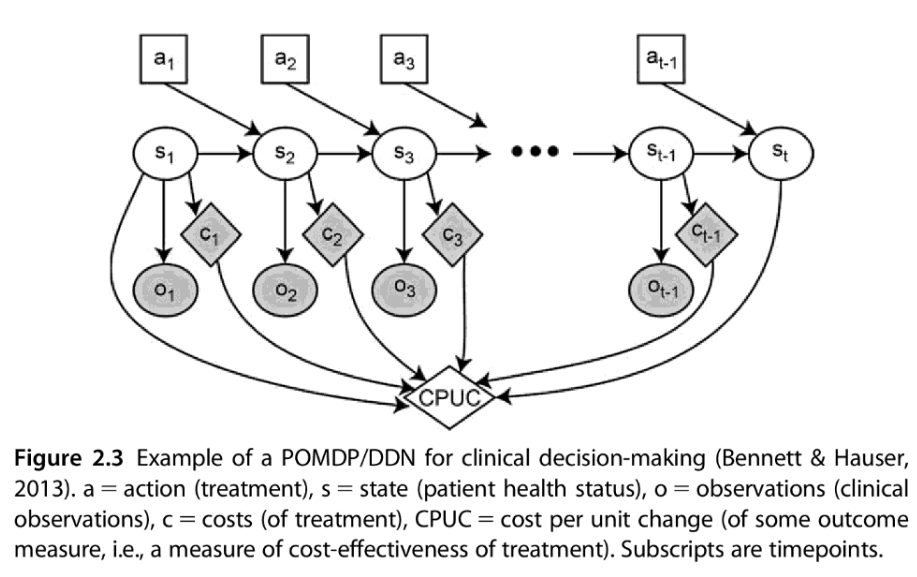 a1 a2 a3 at-1
s1 s2 s3 ••• st-1 st
c1 c2 c3 ct-1
o1 o2 o3 ot-1
CPUC
Figure 2.3 Example of a POMDP/DDN for clinical decision-making (Bennett & Hauser,
2013). a = action (treatment), s = state (patient health status), o = observations (clinical
observations), c = costs (of treatment), CPUC = cost per unit change (of some outcome
measure, i.e., a measure of cost-effectiveness of treatment). Subscripts are timepoints.